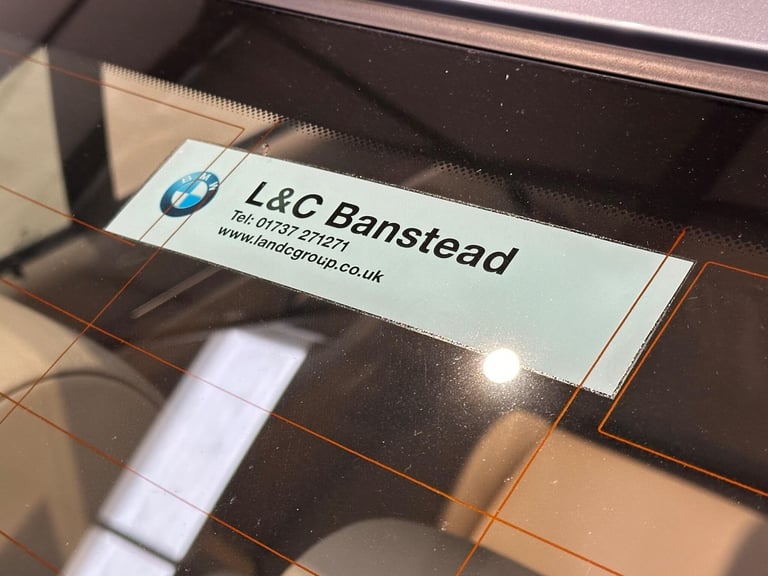 BMW
L&C Banstead
Tel: 01737 271271
www.landcgroup.co.uk